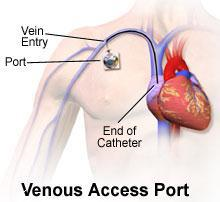 Vein
Entry
Port
End of
Catheter
Venous Access Port